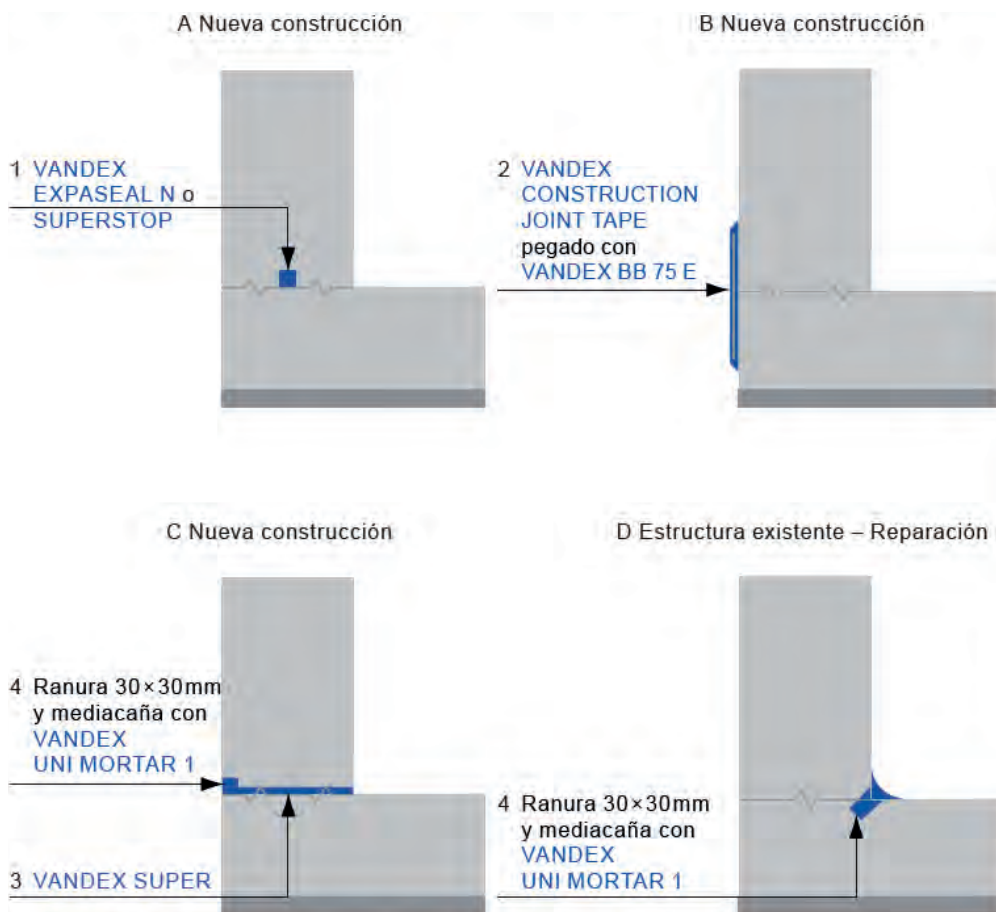 A Nueva construcción
B Nueva construcción
1 VANDEX
EXPASEAL N o
SUPERSTOP
2 VANDEX
CONSTRUCTION
JOINT TAPE
pegado con
VANDEX BB 75 E
C Nueva construcción
D Estructura existente – Reparación
4 Ranura 30×30mm
y mediacaña con
VANDEX
UNI MORTAR 1
3 VANDEX SUPER
4 Ranura 30×30mm
y mediacaña con
VANDEX
UNI MORTAR 1